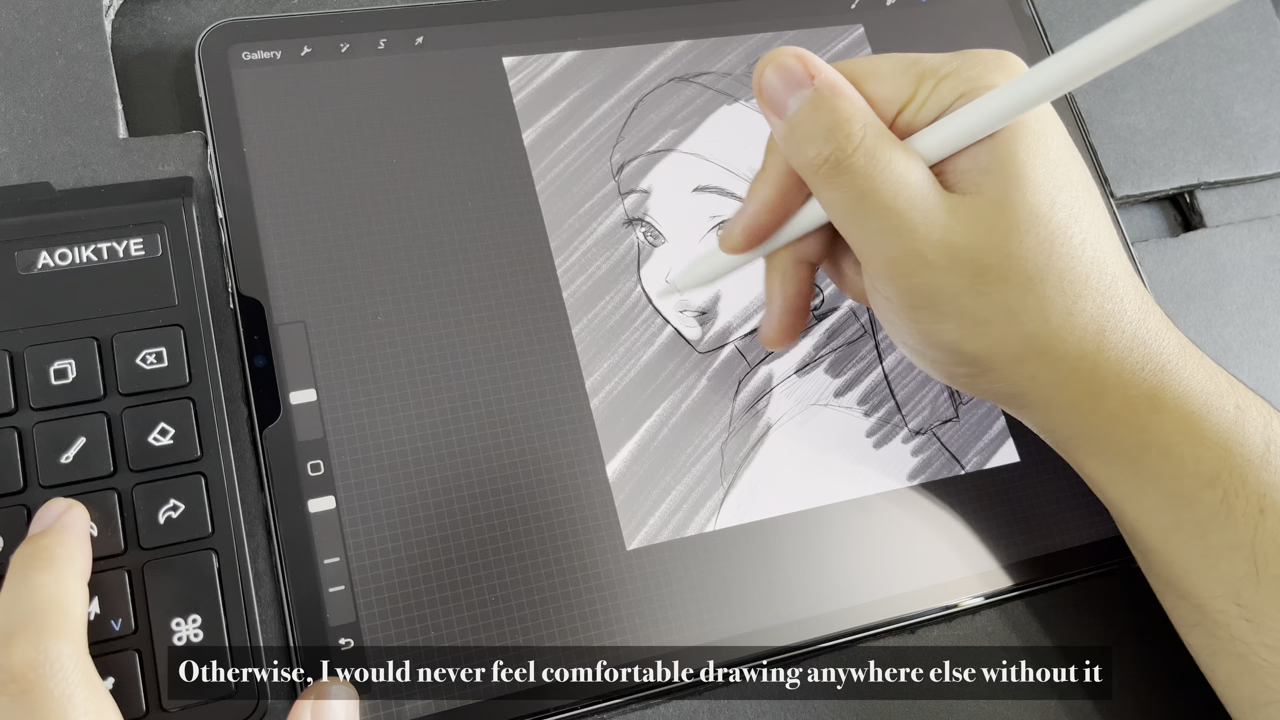 Gallery
AOIKTYE
V
Otherwise, I would never feel comfortable drawing anywhere else without it